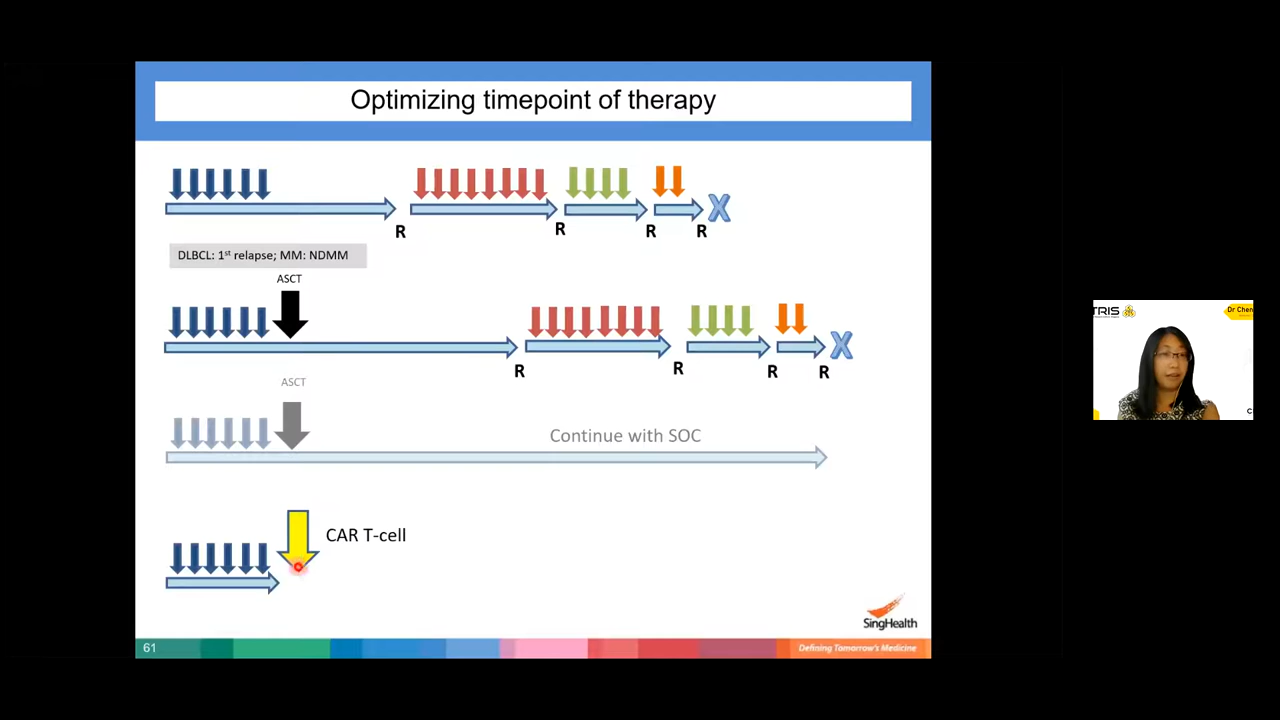 Optimizing timepoint of therapy
X
R
R
R
R
DLBCL: 1st relapse; MM: NDMM
ASCT
X
R
R
R
R
ASCT
Continue with SOC
CAR T-cell
SingHealth
61
Defining Tomorrow's Medicine
TRIS
Dr Chen
C